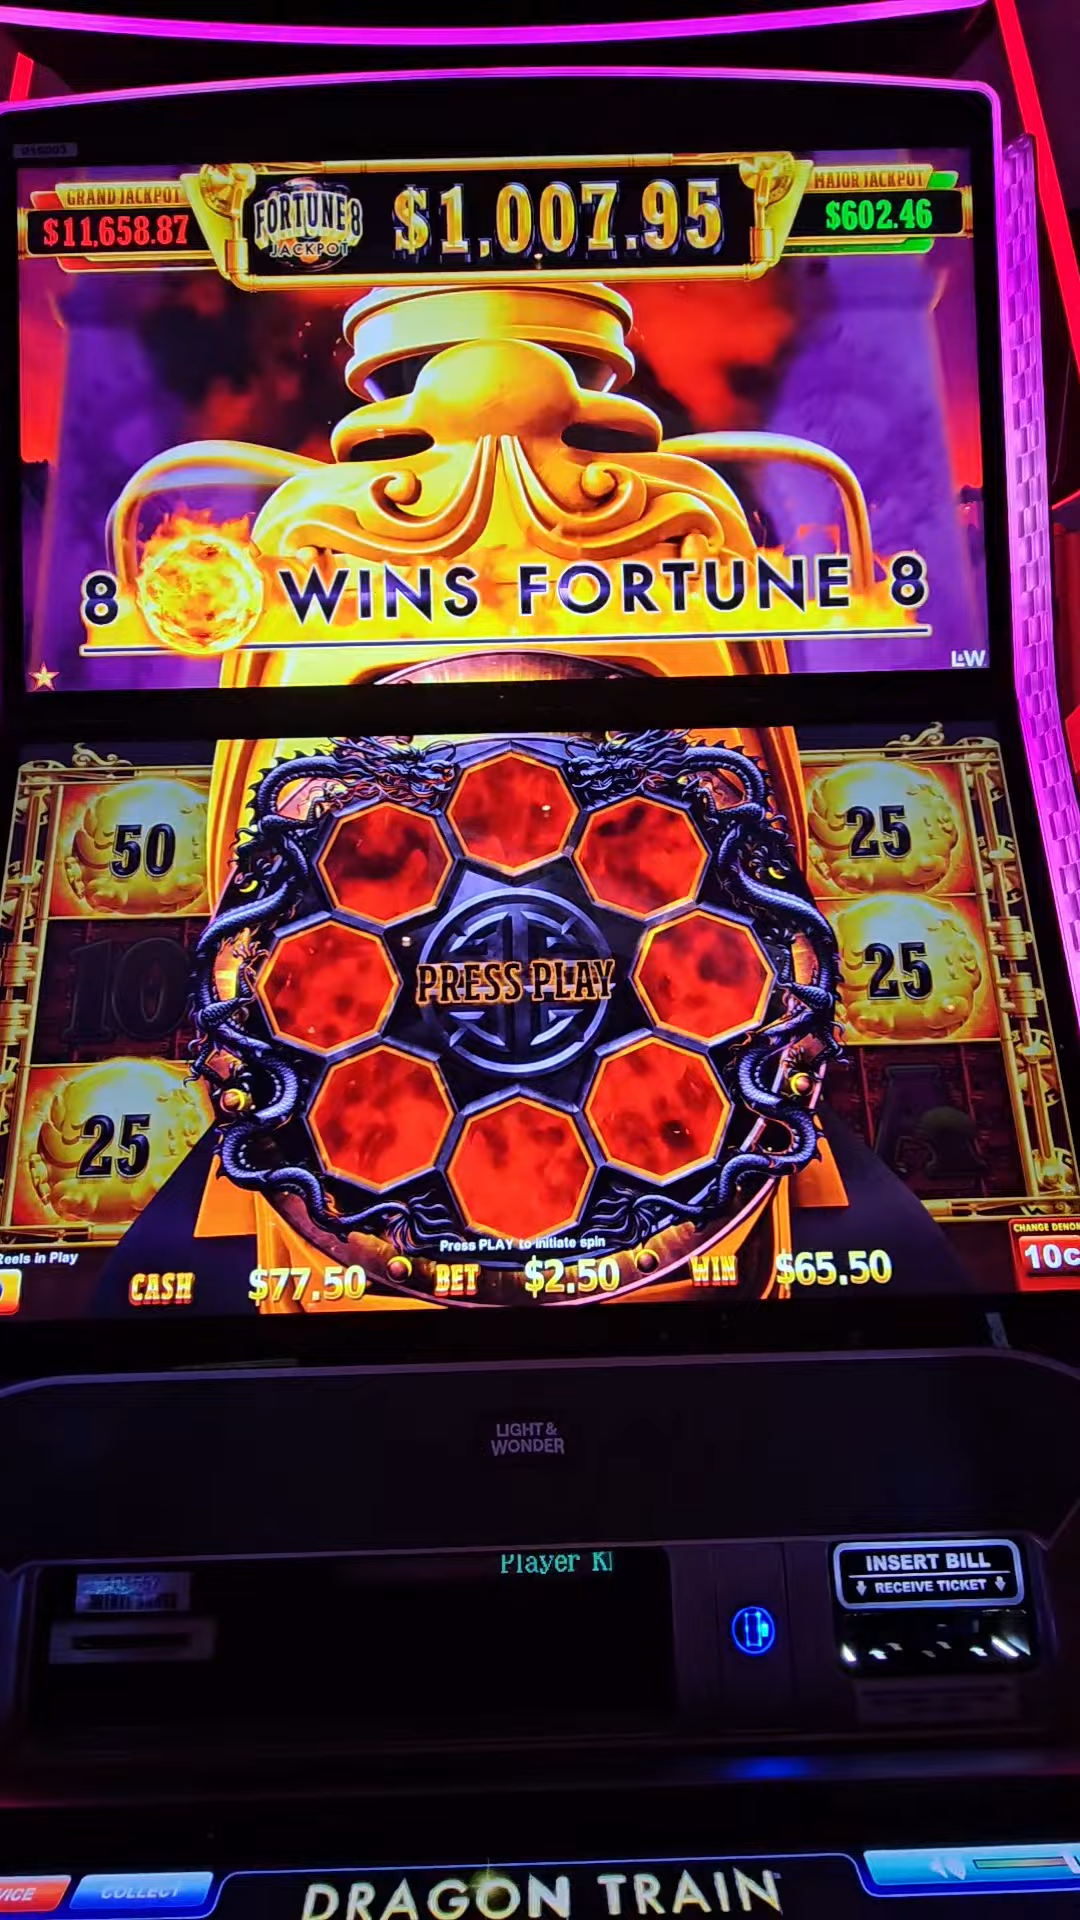 GRAND JACKPOT
$11,658.87
FORTUNE 8
JACKPOT
$1,007.95
MAJOR JACKPOT
$602.46
8 WINS FORTUNE 8
L&W
50
10
25
25
25
PRESS PLAY
Press PLAY to initiate spin
Reels in Play
CASH $77.50 BET $2.50 WIN $65.50
CHANGE DENOM
10c
LIGHT &
WONDER
Player
INSERT BILL
RECEIVE TICKET
COLLECT
DRAGON TRAIN